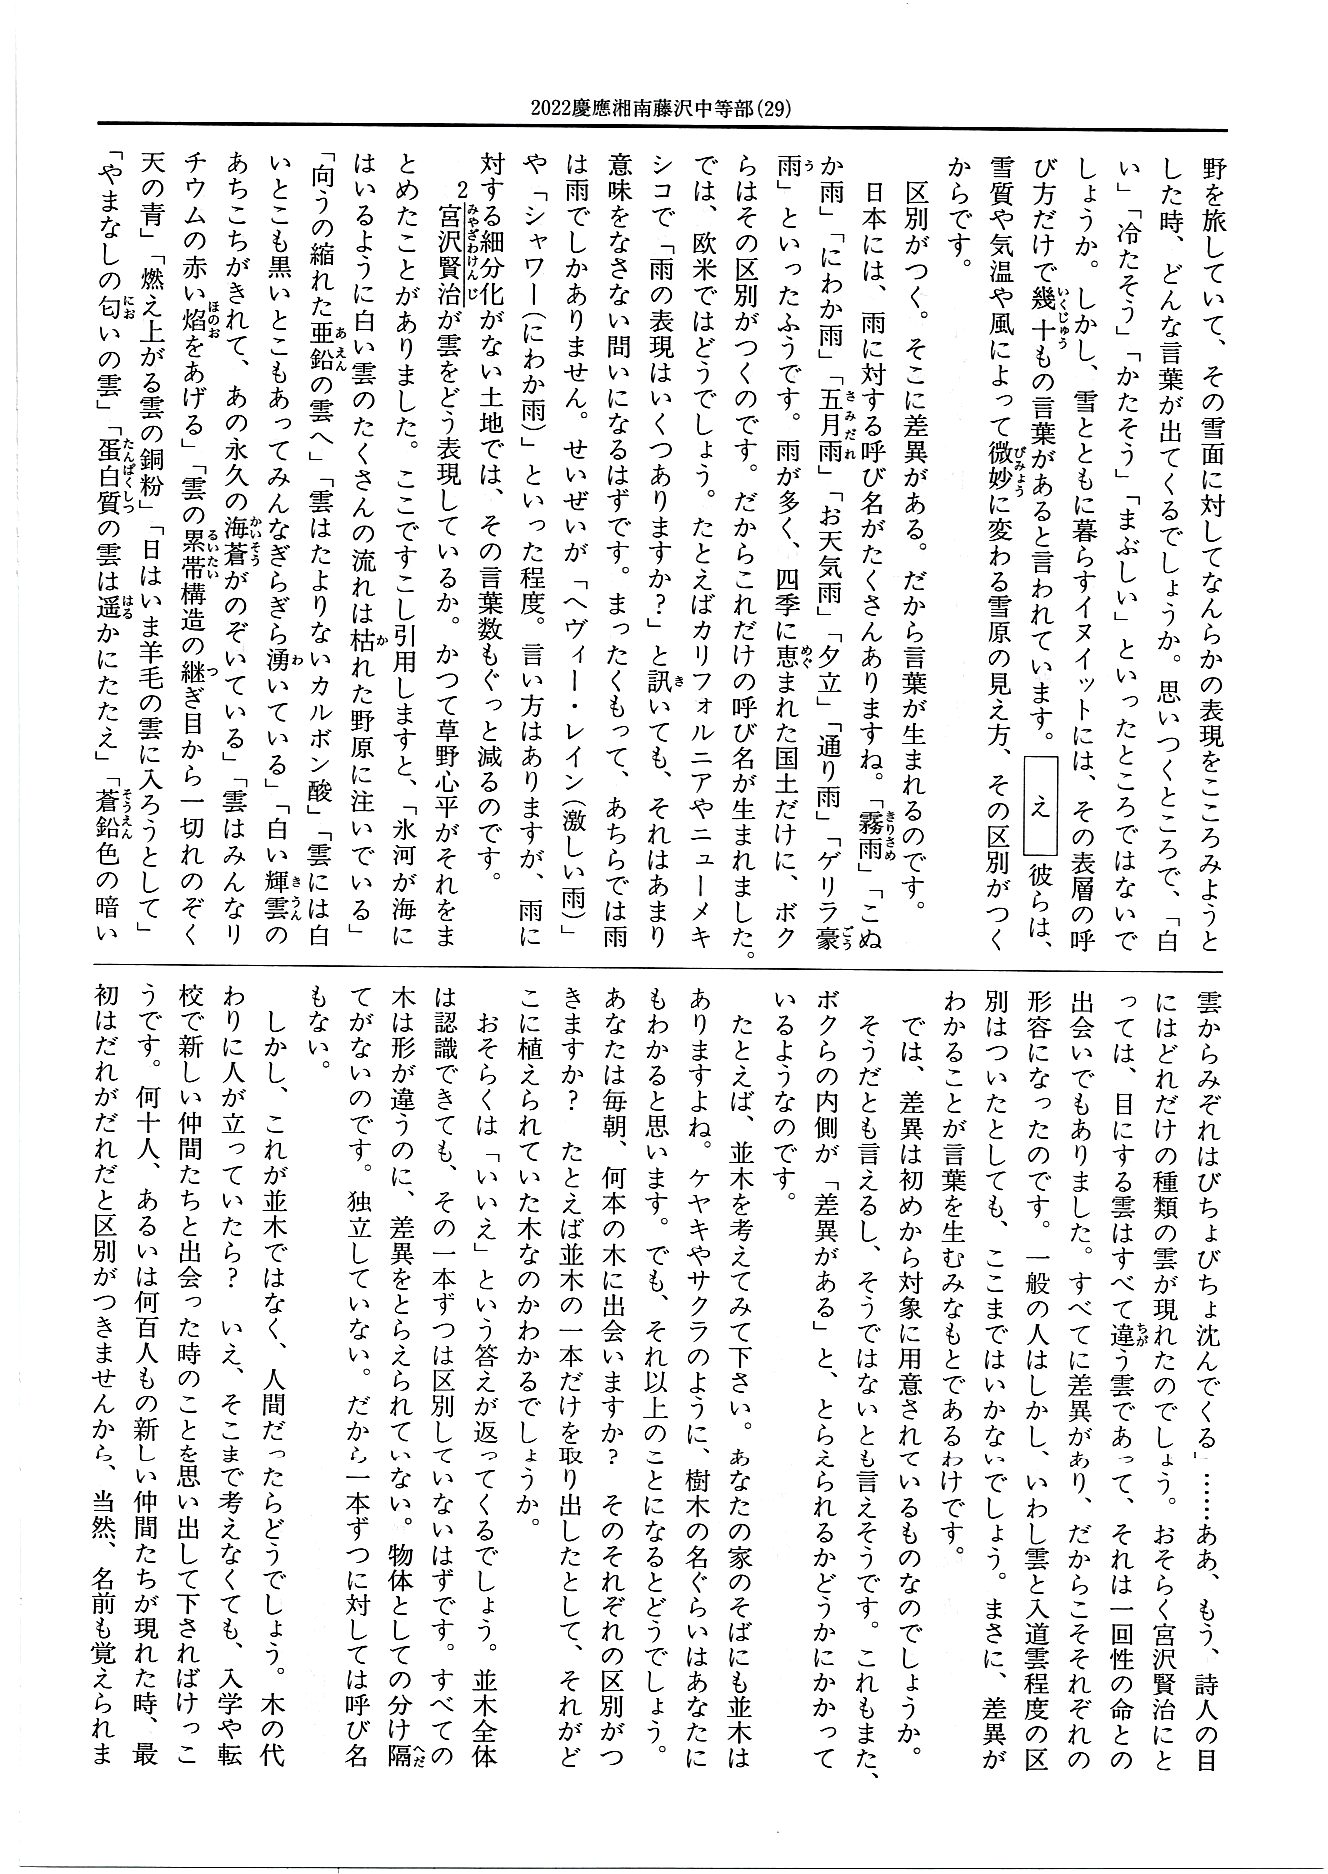 2022慶應湘南藤沢中等部(29)
野を旅していて、その雪面に対してなんらかの表現をこころみようと
した時、どんな言葉が出てくるでしょうか。思いつくところで、「白
い」「冷たそう」「かたそう」「まぶしい」といったところではないで
しょうか。しかし、雪とともに暮らすイヌイットには、その表層の呼
び方だけで幾十もの言葉があると言われています。え彼らは、
雪質や気温や風によって微妙に変わる雪原の見え方、その区別がつく
からです。
区別がつく。そこに差異がある。だから言葉が生まれるのです。
日本には、雨に対する呼び名がたくさんありますね。「霧雨」「こぬ
か雨」「にわか雨」「五月雨」「お天気雨」「夕立」「通り雨」「ゲリラ豪
雨」といったふうです。雨が多く、四季に恵まれた国土だけに、ボク
らはその区別がつくのです。だからこれだけの呼び名が生まれました。
では、欧米ではどうでしょう。たとえばカリフォルニアやニューメキ
シコで「雨の表現はいくつありますか?」と訊いても、それはあまり
意味をなさない問いになるはずです。まったくもって、あちらでは雨
は雨でしかありません。せいぜいが「ヘヴィー・レイン(激しい雨)」
や「シャワー(にわか雨)」といった程度。言い方はありますが、雨に
対する細分化がない土地では、その言葉数もぐっと減るのです。
2宮沢賢治が雲をどう表現しているか。かつて草野心平がそれをま
とめたことがありました。ここですこし引用しますと、「氷河が海に
はいるように白い雲のたくさんの流れは枯れた野原に注いでいる」
「向うの縮れた亜鉛の雲へ」「雲はたよりないカルボン酸」「雲には白
いとこも黒いとこもあってみんなぎらぎら湧いている」「白い輝雲の
あちこちがきれて、あの永久の海蒼がのぞいている」「雲はみんなリ
チウムの赤い焰をあげる」「雲の累帯構造の継ぎ目から一切れのぞく
天の青」「燃え上がる雲の銅粉」「日はいま羊毛の雲に入ろうとして」
「やまなしの匂いの雲」「蛋白質の雲は遥かにたたえ」「蒼鉛色の暗い
雲からみぞれはびちょびちょ沈んでくる」……ああ、もう、詩人の目
にはどれだけの種類の雲が現れたのでしょう。おそらく宮沢賢治にと
っては、目にする雲はすべて違う雲であって、それは一回性の命との
出会いでもありました。すべてに差異があり、だからこそそれぞれの
形容になったのです。一般の人はしかし、いわし雲と入道雲程度の区
別はついたとしても、ここまではいかないでしょう。まさに、差異が
わかることが言葉を生むみなもとであるわけです。
では、差異は初めから対象に用意されているものなのでしょうか。
そうだとも言えるし、そうではないとも言えそうです。これもまた、
ボクらの内側が「差異がある」と、とらえられるかどうかにかかって
いるようなのです。
たとえば、並木を考えてみて下さい。あなたの家のそばにも並木は
ありますよね。ケヤキやサクラのように、樹木の名ぐらいはあなたに
もわかると思います。でも、それ以上のことになるとどうでしょう。
あなたは毎朝、何本の木に出会いますか? そのそれぞれの区別がつ
きますか? たとえば並木の一本だけを取り出したとして、それがど
こに植えられていた木なのかわかるでしょうか。
おそらくは「いいえ」という答えが返ってくるでしょう。並木全体
は認識できても、その一本ずつは区別していないはずです。すべての
木は形が違うのに、差異をとらえられていない。物体としての分け隔
てがないのです。独立していない。だから一本ずつに対しては呼び名
もない。
しかし、これが並木ではなく、人間だったらどうでしょう。木の代
わりに人が立っていたら? いえ、そこまで考えなくても、入学や転
校で新しい仲間たちと出会った時のことを思い出して下さればけっこ
うです。何十人、あるいは何百人もの新しい仲間たちが現れた時、最
初はだれがだれだと区別がつきませんから、当然、名前も覚えられま